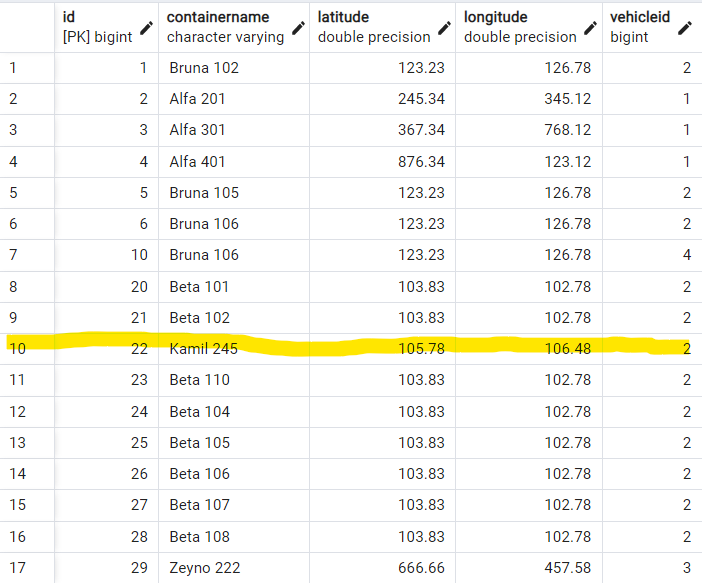 id containername latitude longitude vehicleid
[PK] bigint character varying double precision double precision bigint
1 1 Bruna 102 123.23 126.78 2
2 2 Alfa 201 245.34 345.12 1
3 3 Alfa 301 367.34 768.12 1
4 4 Alfa 401 876.34 123.12 1
5 5 Bruna 105 123.23 126.78 2
6 6 Bruna 106 123.23 126.78 2
7 10 Bruna 106 123.23 126.78 4
8 20 Beta 101 103.83 102.78 2
9 21 Beta 102 103.83 102.78 2
10 22 Kamil 245 105.78 106.48 2
11 23 Beta 110 103.83 102.78 2
12 24 Beta 104 103.83 102.78 2
13 25 Beta 105 103.83 102.78 2
14 26 Beta 106 103.83 102.78 2
15 27 Beta 107 103.83 102.78 2
16 28 Beta 108 103.83 102.78 2
17 29 Zeyno 222 666.66 457.58 3